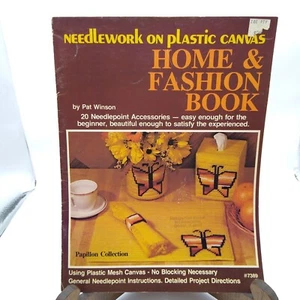 NEEDLEWORK ON PLASTIC CANVAS
HOME &
FASHION
BOOK
by Pat Winson
20 Needlepoint Accessories — easy enough for the
beginner, beautiful enough to satisfy the experienced.
Papillon Collection
Using Plastic Mesh Canvas - No Blocking Necessary
General Needlepoint Instructions. Detailed Project Directions
#7389